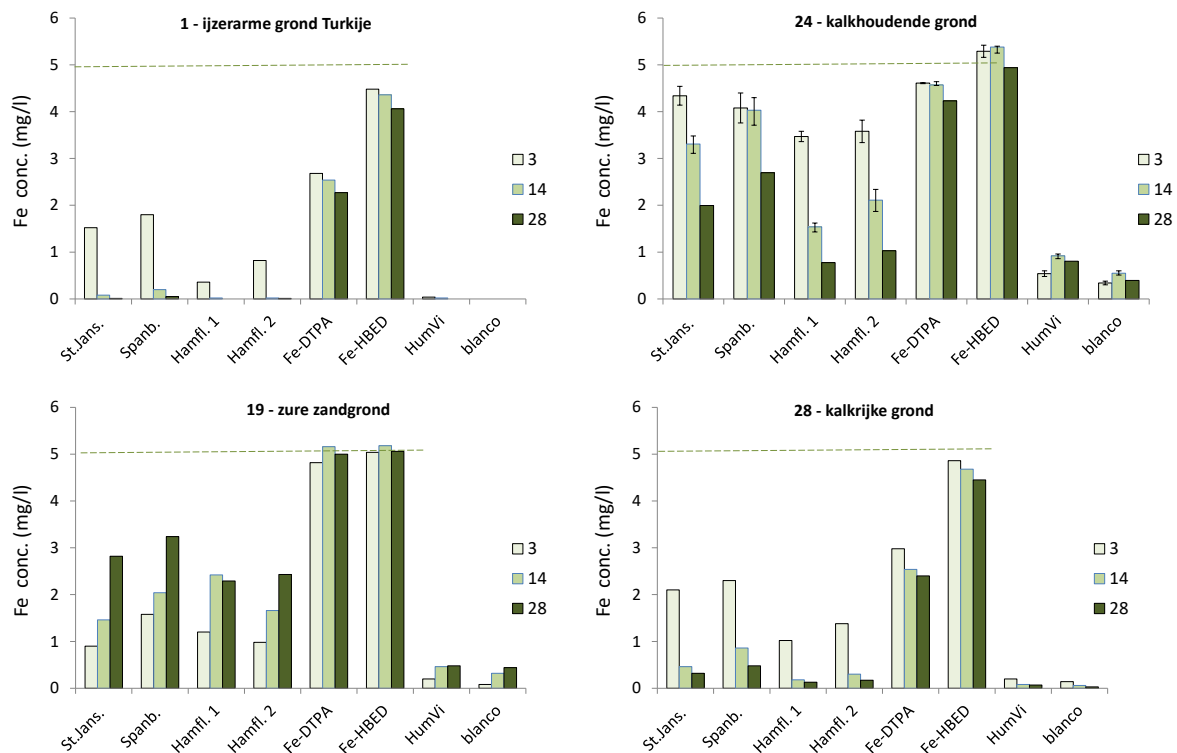 1 - ijzerarme grond Turkije
Fe conc. (mg/l)
6
5
4
3
2
1
0
3
14
28
St.Jans.
Spanb.
Hamfl. 1
Hamfl. 2
Fe-DTPA
Fe-HBED
HumVi
blanco
24 - kalkhoudende grond
Fe conc. (mg/l)
6
5
4
3
2
1
0
3
14
28
St.Jans.
Spanb.
Hamfl. 1
Hamfl. 2
Fe-DTPA
Fe-HBED
HumVi
blanco
19 - zure zandgrond
Fe conc. (mg/l)
6
5
4
3
2
1
0
3
14
28
St.Jans.
Spanb.
Hamfl. 1
Hamfl. 2
Fe-DTPA
Fe-HBED
HumVi
blanco
28 - kalkrijke grond
Fe conc. (mg/l)
6
5
4
3
2
1
0
3
14
28
St.Jans.
Spanb.
Hamfl. 1
Hamfl. 2
Fe-DTPA
Fe-HBED
HumVi
blanco